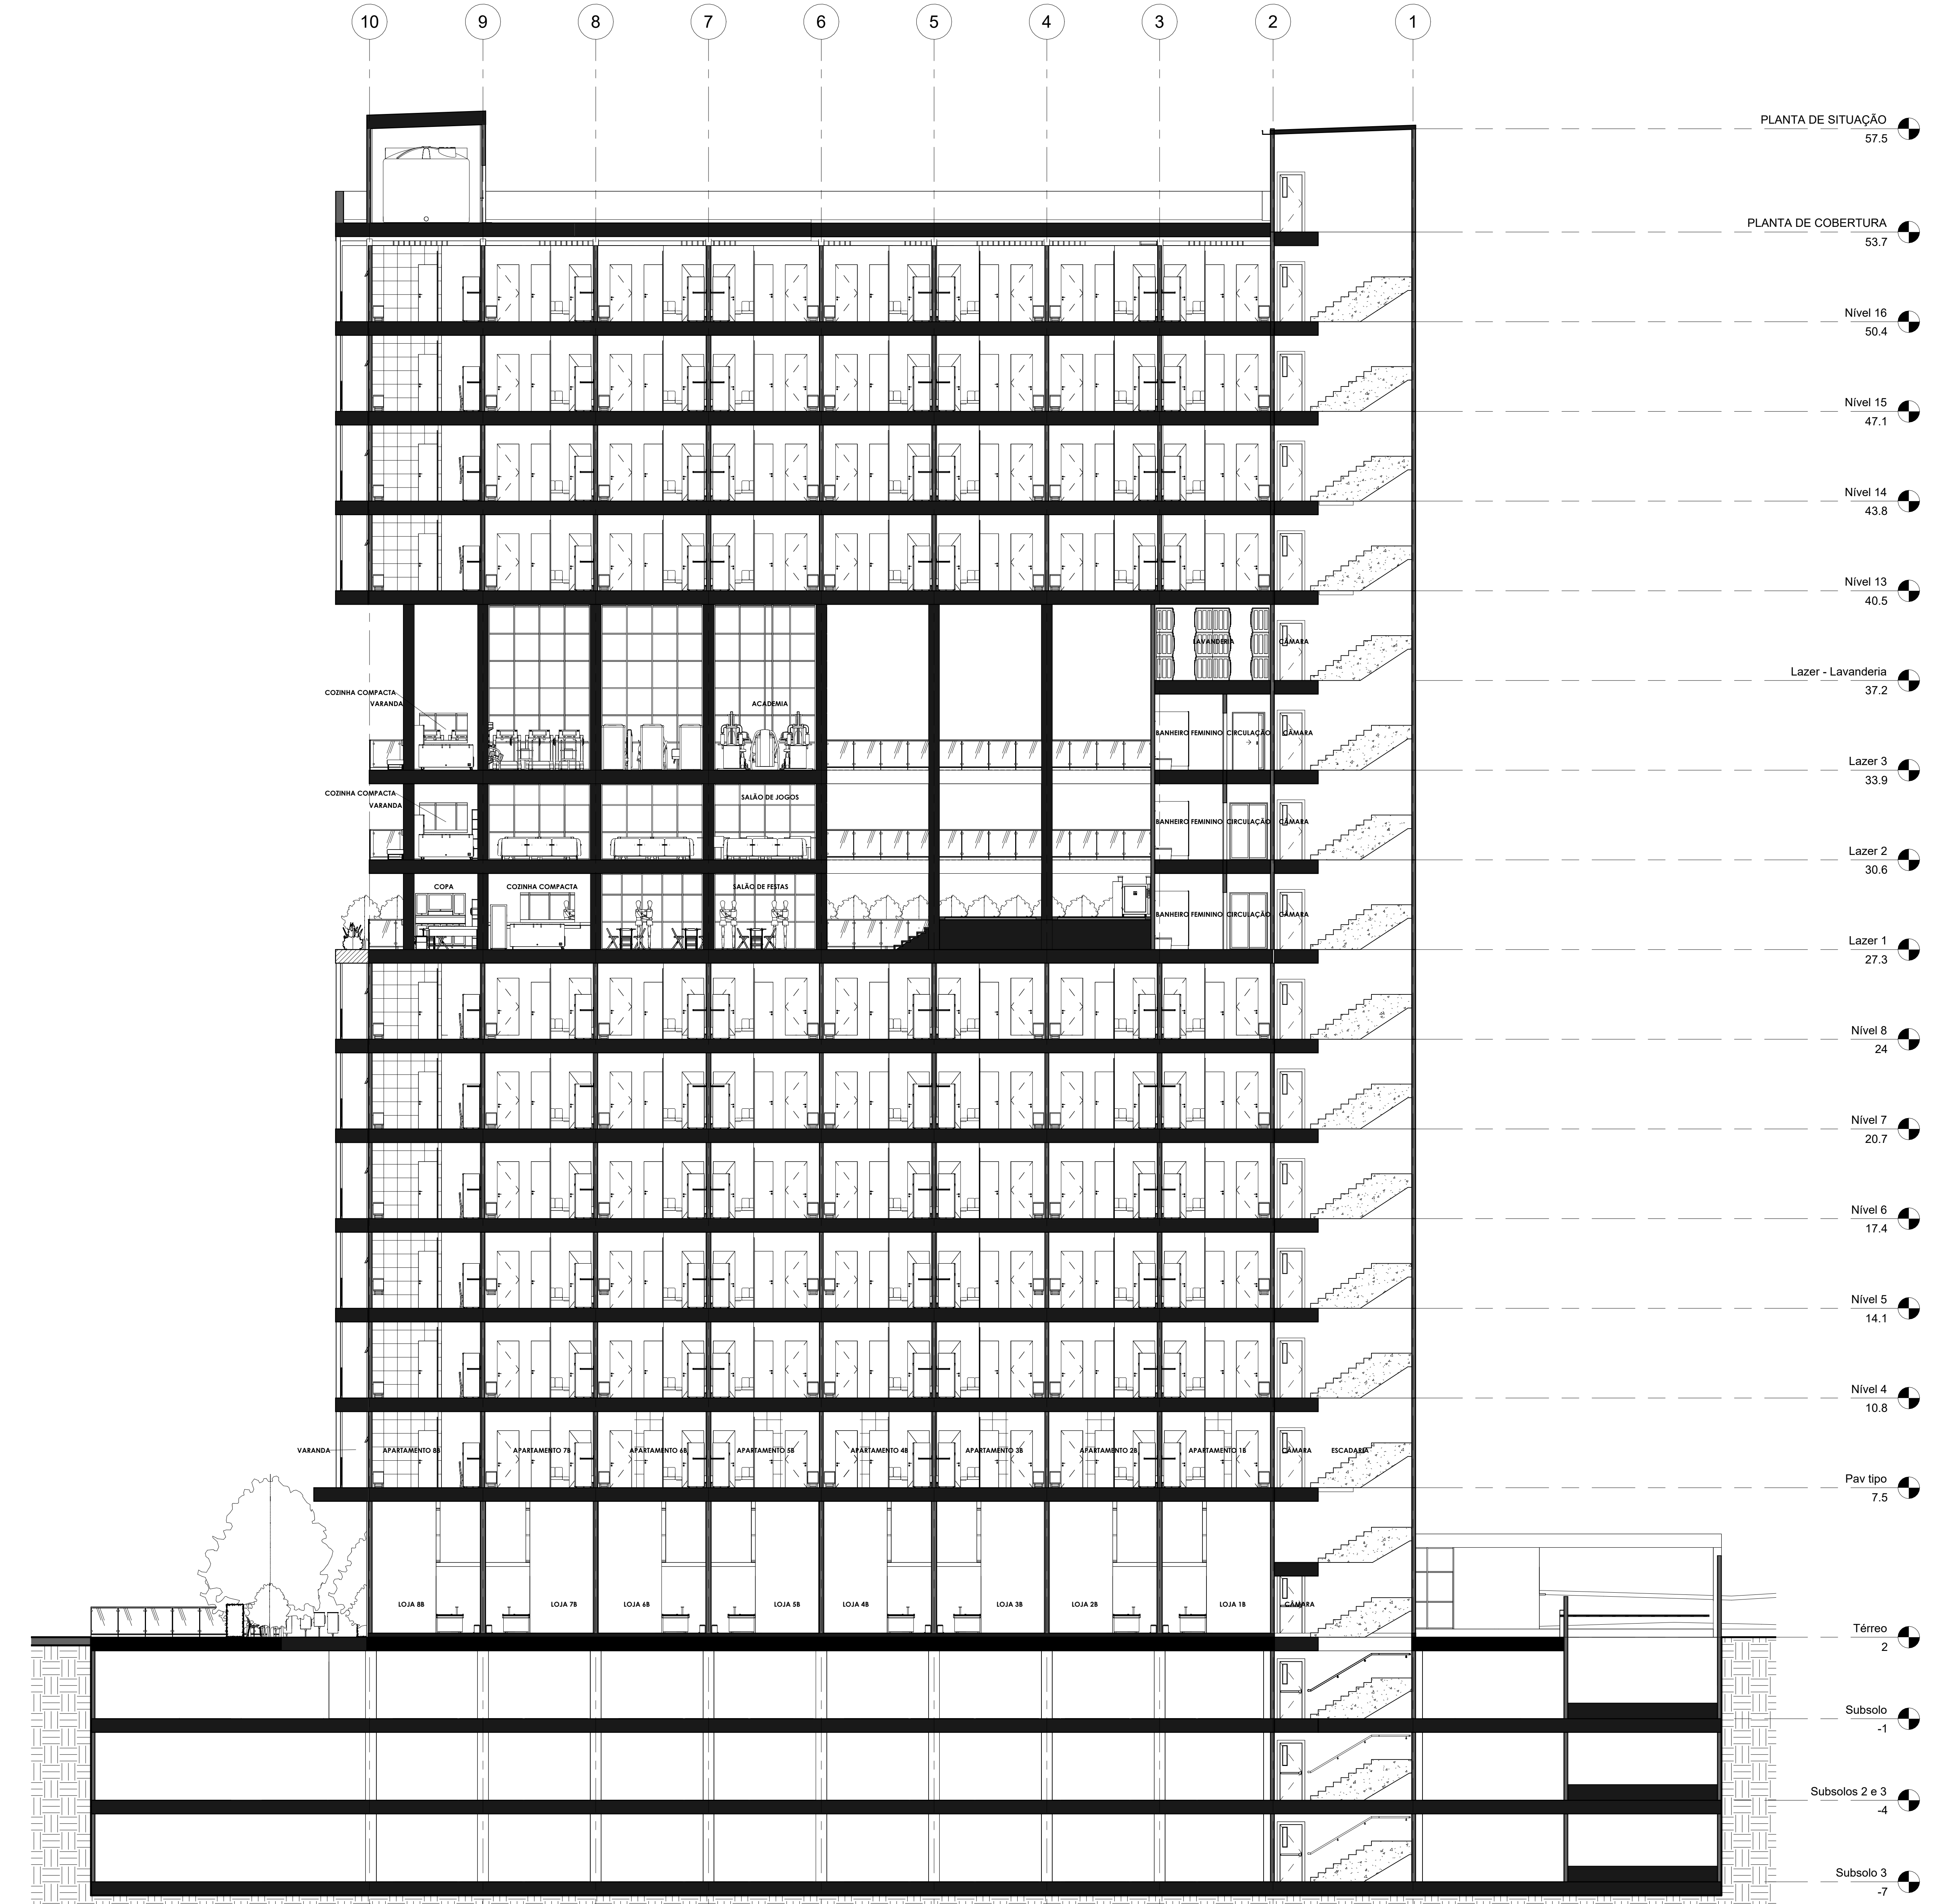 10 9 8 7 6 5 4 3 2 1
PLANTA DE SITUAÇÃO
57.5
PLANTA DE COBERTURA
53.7
Nível 16
50.4
Nível 15
47.1
Nível 14
43.8
Nível 13
40.5
LAVANDERIA CÂMARA
Lazer - Lavanderia
37.2
COZINHA COMPACTA
VARANDA ACADEMIA
BANHEIRO FEMININO CIRCULAÇÃO CÂMARA
Lazer 3
33.9
COZINHA COMPACTA
SALÃO DE JOGOS
VARANDA
BANHEIRO FEMININO CIRCULAÇÃO CÂMARA
Lazer 2
30.6
COPA COZINHA COMPACTA SALÃO DE FESTAS
BANHEIRO FEMININO CIRCULAÇÃO CÂMARA
Lazer 1
27.3
Nível 8
24
Nível 7
20.7
Nível 6
17.4
Nível 5
14.1
Nível 4
10.8
VARANDA APARTAMENTO 8B APARTAMENTO 7B APARTAMENTO 6B APARTAMENTO 5B APARTAMENTO 4B APARTAMENTO 3B APARTAMENTO 2B APARTAMENTO 1B CÂMARA ESCADARIA
Pav tipo
7.5
LOJA 8B LOJA 7B LOJA 6B LOJA 5B LOJA 4B LOJA 3B LOJA 2B LOJA 1B CÂMARA
Térreo
2
Subsolo
-1
Subsolos 2 e 3
-4
Subsolo 3
-7